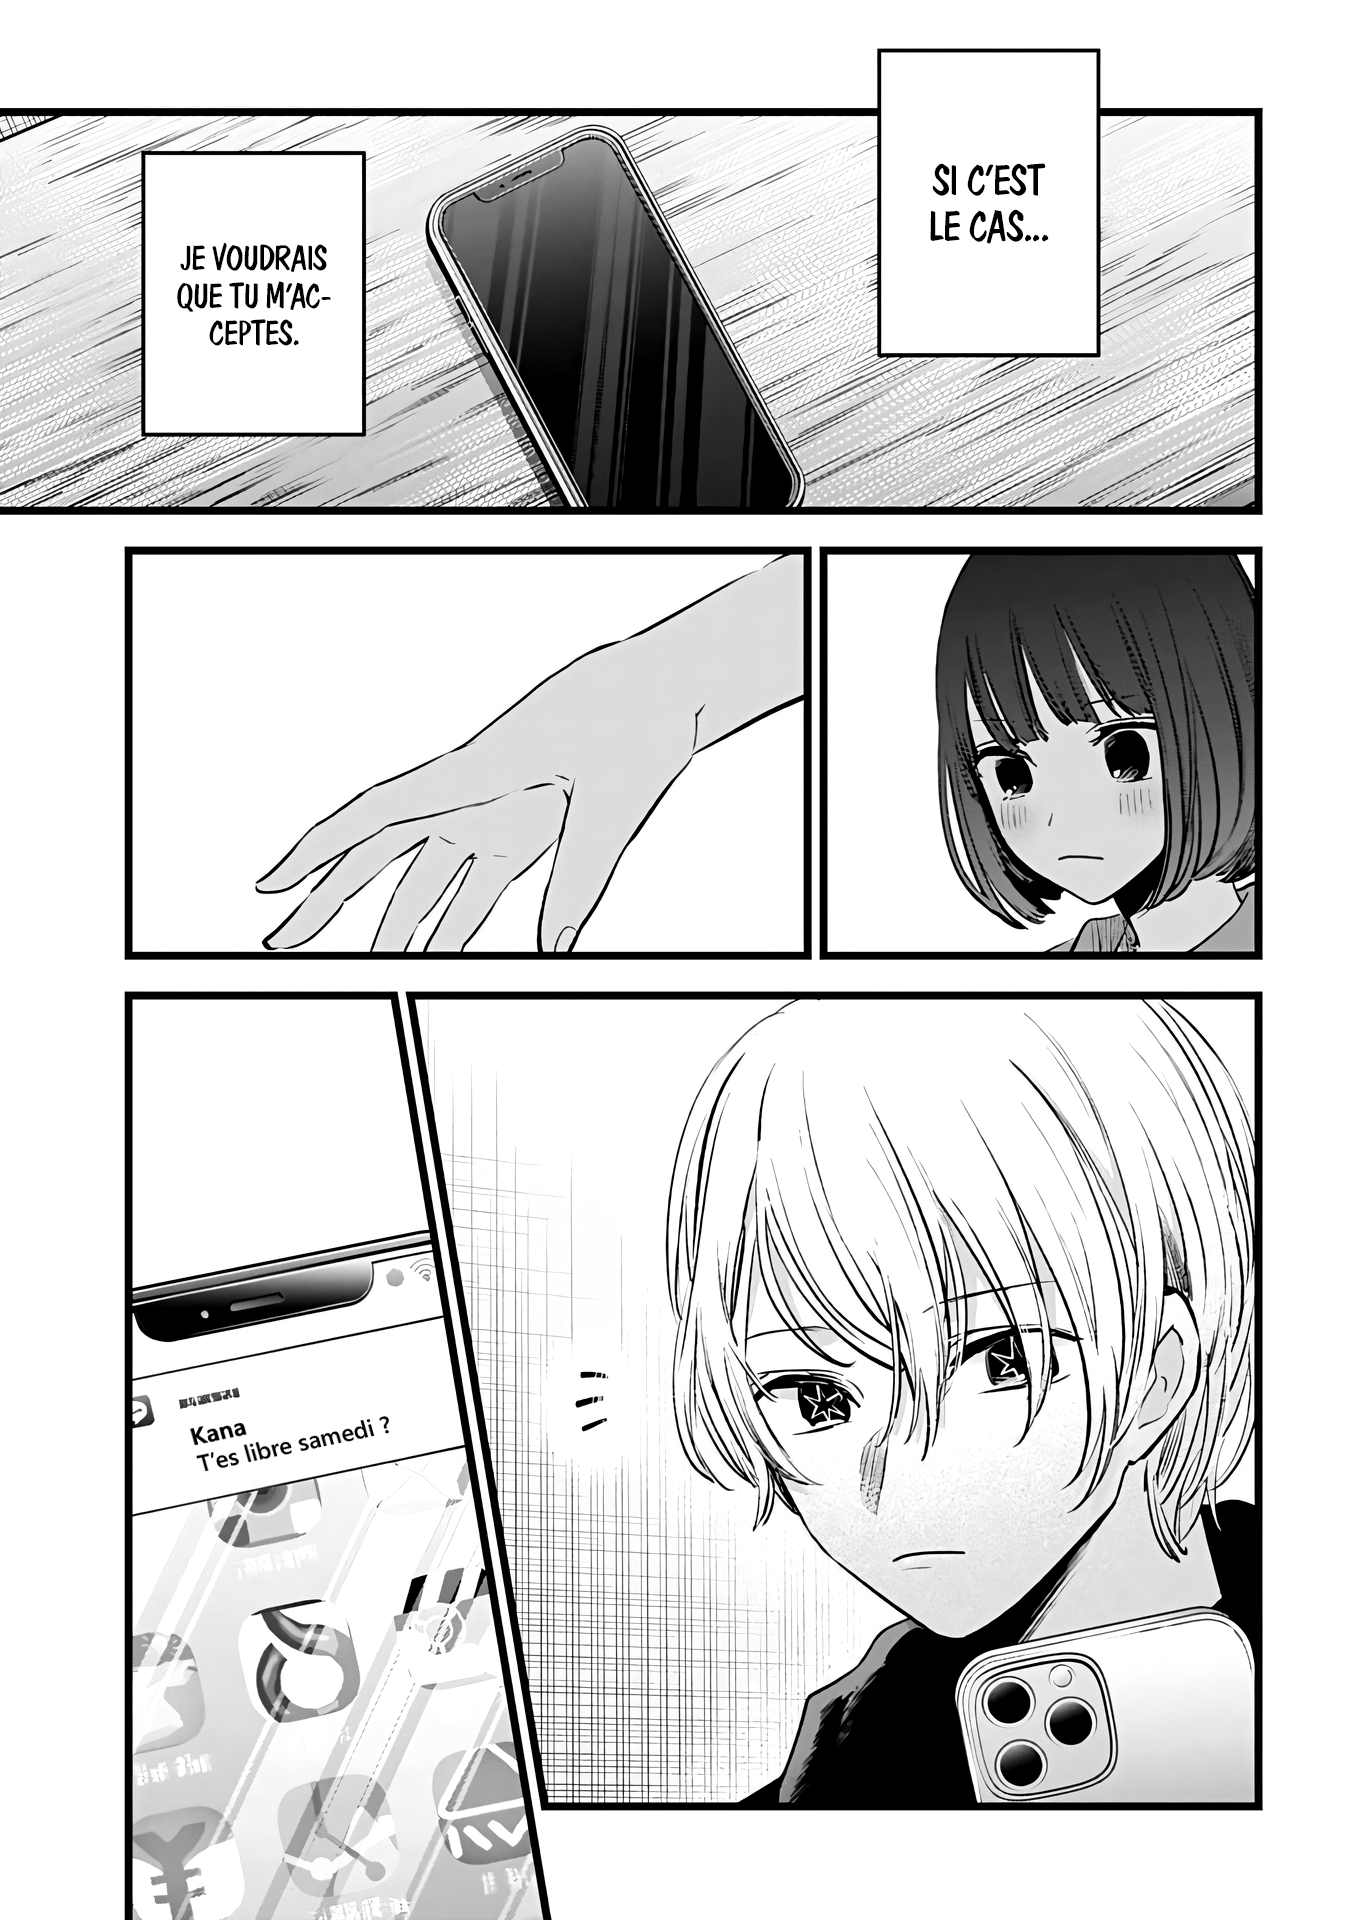 SI C'EST
LE CAS...
JE VOUDRAIS
QUE TU M'AC-
CEPTES.
Kana
T'es libre samedi ?